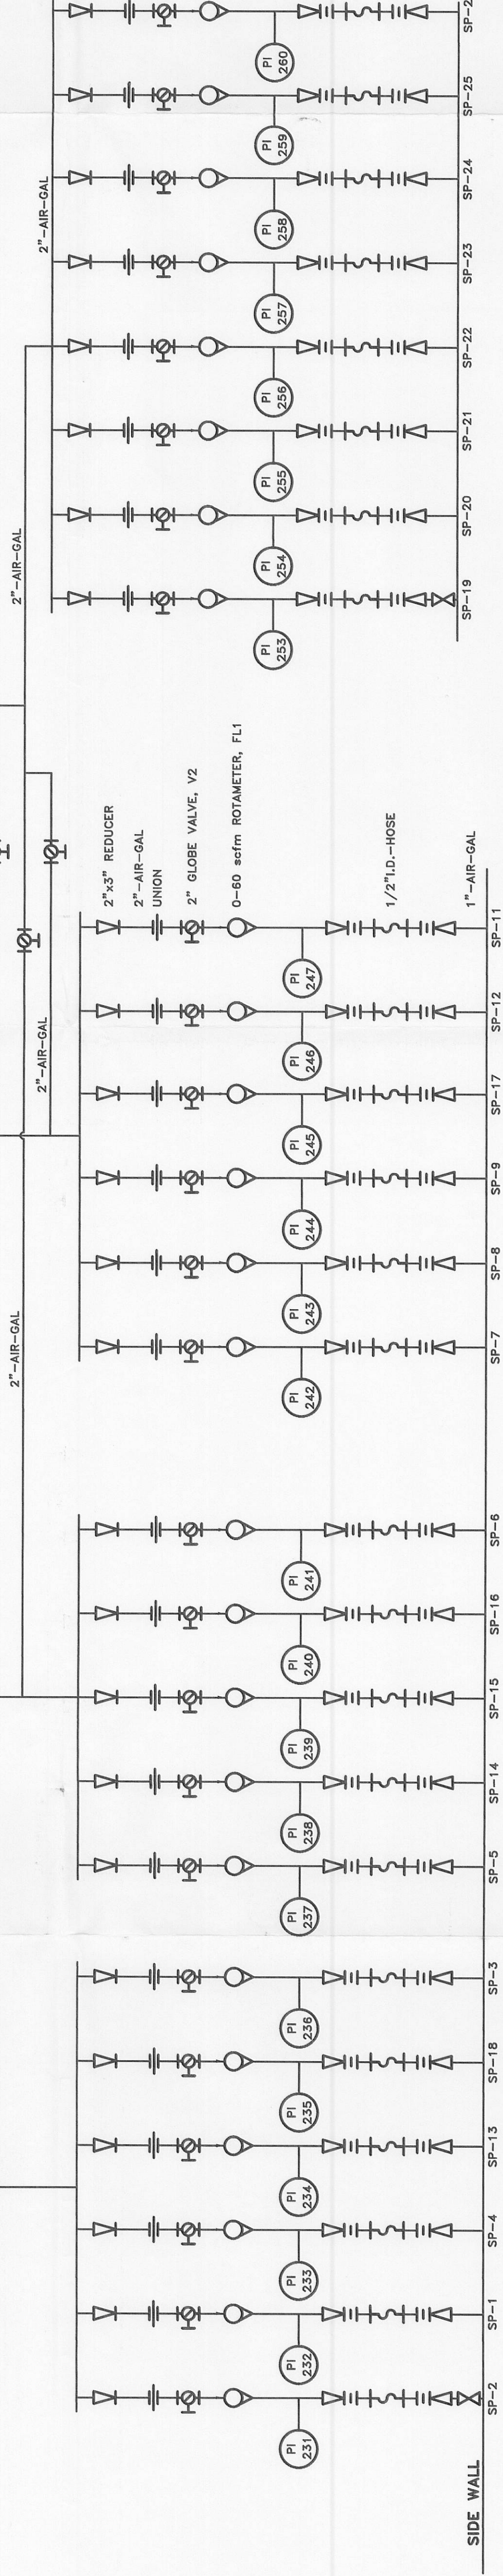 2"-AIR-GAL
2"-AIR-GAL
2"-AIR-GAL
2"-AIR-GAL
2"x3" REDUCER
2"-AIR-GAL
UNION
2" GLOBE VALVE, V2
0-60 scfm ROTAMETER, FL1
PI 231
PI 232
PI 233
PI 234
PI 235
PI 236
PI 237
PI 238
PI 239
PI 240
PI 241
PI 242
PI 243
PI 244
PI 245
PI 246
PI 247
PI 253
PI 254
PI 255
PI 256
PI 257
PI 258
PI 259
PI 260
1/2"I.D.-HOSE
1"-AIR-GAL
SIDE WALL
SP-2
SP-1
SP-4
SP-13
SP-18
SP-3
SP-5
SP-14
SP-15
SP-16
SP-6
SP-7
SP-8
SP-9
SP-17
SP-12
SP-11
SP-19
SP-20
SP-21
SP-22
SP-23
SP-24
SP-25
SP-2